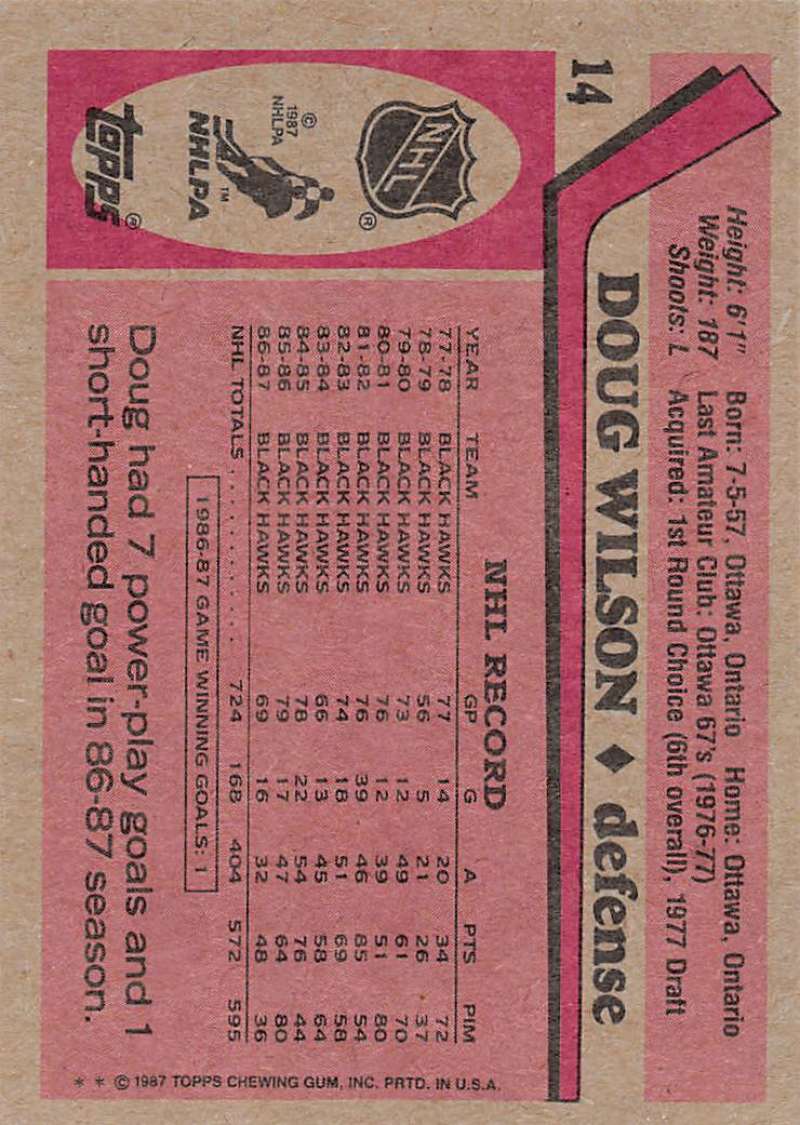 14
Height: 6'1" Born: 7-5-57, Ottawa, Ontario Home: Ottawa, Ontario
Weight: 187 Last Amateur Club: Ottawa 67's (1976-77)
Shoots: L Acquired: 1st Round Choice (6th overall), 1977 Draft
DOUG WILSON ♦ defense
NHL
®
© 1987 NHLPA
NHLPA ™
TOPPS ®
NHL RECORD
YEAR TEAM GP G A PTS PIM
77-78 BLACK HAWKS 77 14 20 34 72
78-79 BLACK HAWKS 56 5 21 26 37
79-80 BLACK HAWKS 73 12 49 61 70
80-81 BLACK HAWKS 76 12 39 51 80
81-82 BLACK HAWKS 76 39 46 85 54
82-83 BLACK HAWKS 74 18 51 69 58
83-84 BLACK HAWKS 66 13 45 58 64
84-85 BLACK HAWKS 78 22 54 76 44
85-86 BLACK HAWKS 79 17 47 64 80
86-87 BLACK HAWKS 69 16 32 48 36
NHL TOTALS . . . . . . . . . . . 724 168 404 572 595
1986-87 GAME WINNING GOALS: 1
Doug had 7 power-play goals and 1
short-handed goal in 86-87 season.
* * © 1987 TOPPS CHEWING GUM, INC. PRTD. IN U.S.A.